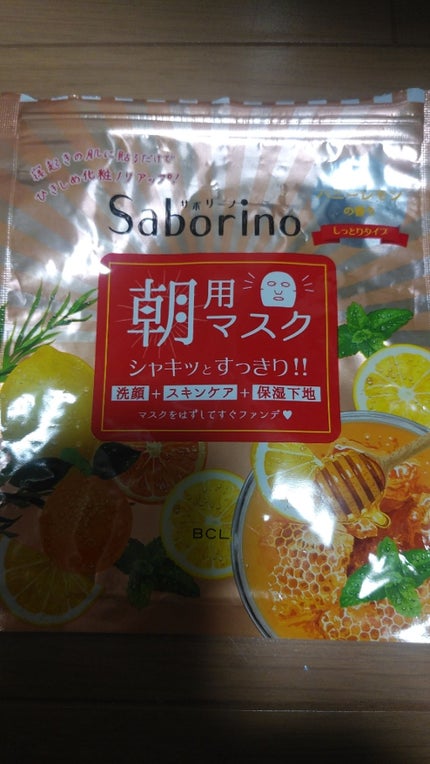 寝起きの肌に貼るだけで
ひきしめ化粧ノリアップ!
サボリーノ
Saborino
の香り
しっとりタイプ
朝用マスク
シャキッとすっきり!!
洗顔+スキンケア+保湿下地
マスクをはずしてすぐファンデ♥
BCL